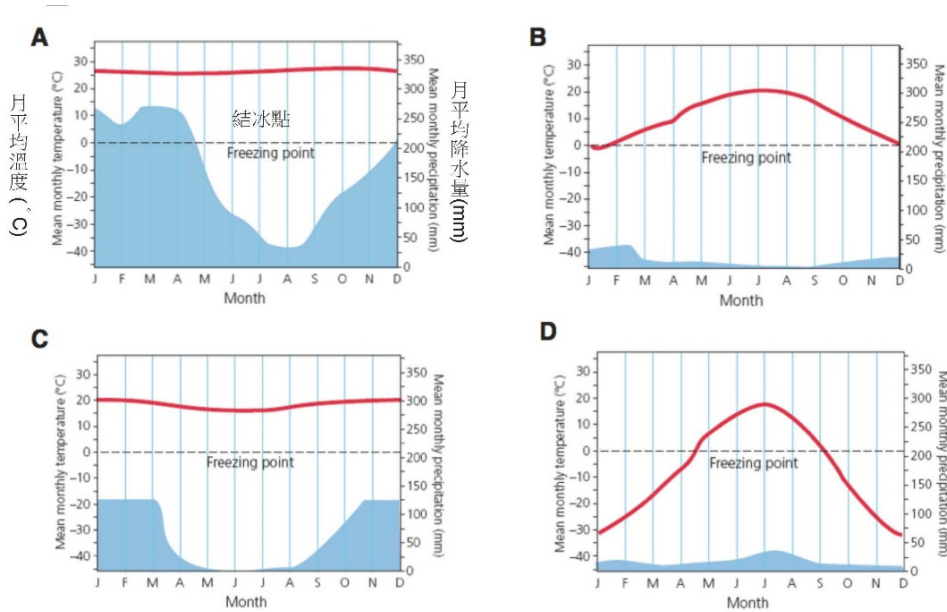 A
Mean monthly temperature (°C)
30
20
10
0
−10
−20
−30
−40
結冰點
Freezing point
350
300
250
200
150
100
50
0
Mean monthly precipitation (mm)
J F M A M J J A S O N D
Month
月平均溫度(°C)
月平均降水量(mm)
B
Mean monthly temperature (°C)
30
20
10
0
−10
−20
−30
−40
Freezing point
350
300
250
200
150
100
50
0
Mean monthly precipitation (mm)
J F M A M J J A S O N D
Month
C
Mean monthly temperature (°C)
30
20
10
0
−10
−20
−30
−40
Freezing point
350
300
250
200
150
100
50
0
Mean monthly precipitation (mm)
J F M A M J J A S O N D
Month
D
Mean monthly temperature (°C)
30
20
10
0
−10
−20
−30
−40
Freezing point
350
300
250
200
150
100
50
0
Mean monthly precipitation (mm)
J F M A M J J A S O N D
Month